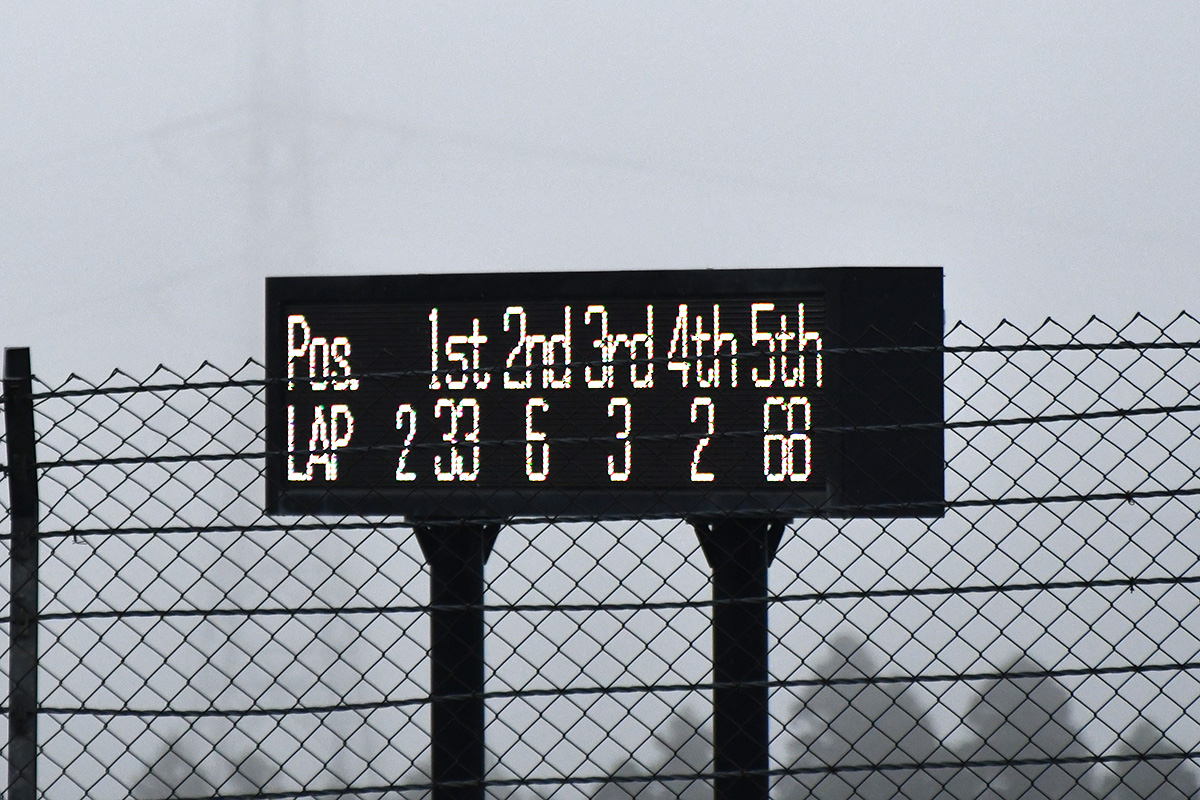 Pos. 1st 2nd 3rd 4th 5th
LAP 2 33 6 3 2 68